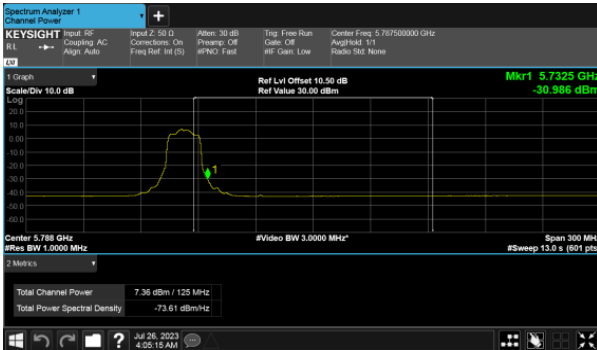 Spectrum Analyzer 1
Channel Power
+
KEYSIGHT Input: RF Input Z: 50 Ω Atten: 30 dB Trig: Free Run Center Freq: 5.787500000 GHz
RL Coupling: AC Corrections: On Preamp: Off Gate: Off Avg|Hold: 1/1
Align: Auto Freq Ref: Int (S) #PNO: Fast #IF Gain: Low Radio Std: None
LXI
1 Graph
Ref Lvl Offset 10.50 dB
Mkr1 5.7325 GHz
Scale/Div 10.0 dB
Ref Value 30.00 dBm
-30.986 dBm
Log
20.0
10.0
0.00
-10.0
-20.0
-30.0
-40.0
-50.0
-60.0
1
Center 5.788 GHz
#Video BW 3.0000 MHz*
Span 300 MHz
#Res BW 1.0000 MHz
#Sweep 13.0 s (601 pts
2 Metrics
Total Channel Power 7.36 dBm / 125 MHz
Total Power Spectral Density -73.61 dBm/Hz
?
Jul 26, 2023
4:05:15 AM